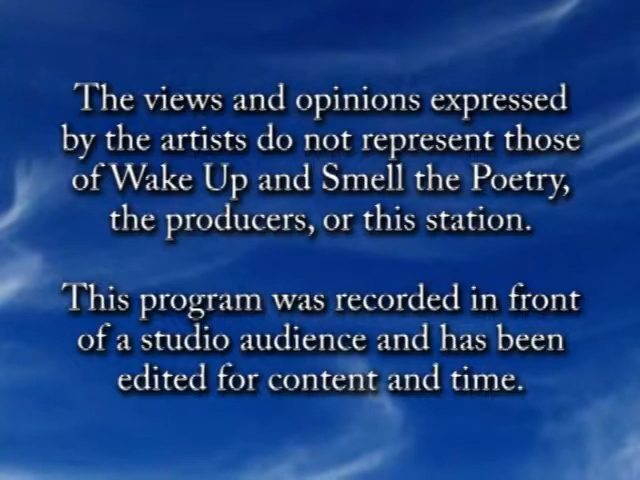 The views and opinions expressed
by the artists do not represent those
of Wake Up and Smell the Poetry,
the producers, or this station.
This program was recorded in front
of a studio audience and has been
edited for content and time.